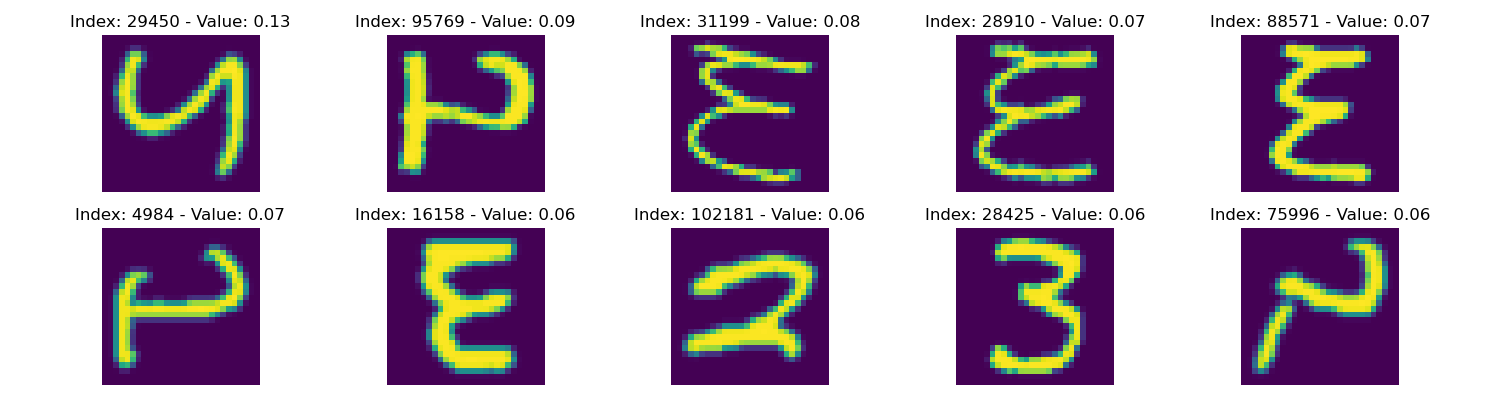 Index: 29450 - Value: 0.13 Index: 95769 - Value: 0.09 Index: 31199 - Value: 0.08 Index: 28910 - Value: 0.07 Index: 88571 - Value: 0.07
E E E
Index: 4984 - Value: 0.07 Index: 16158 - Value: 0.06 Index: 102181 - Value: 0.06 Index: 28425 - Value: 0.06 Index: 75996 - Value: 0.06
E 2 3